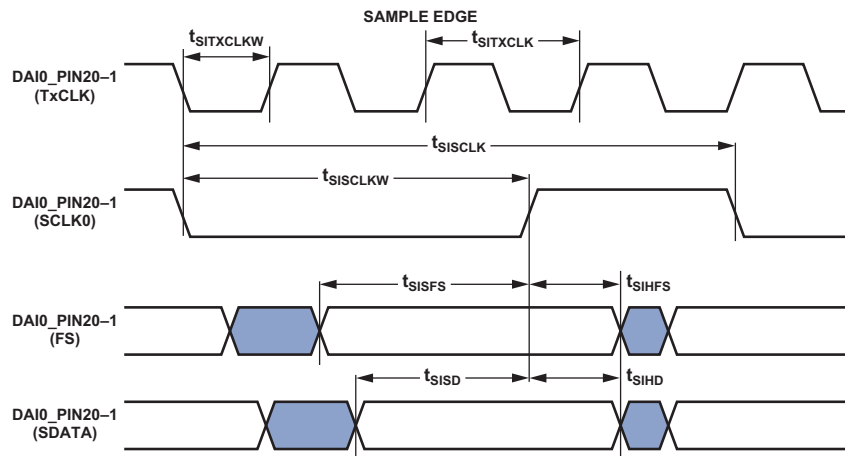 SAMPLE EDGE
tSITXCLKW
tSITXCLK
DAI0_PIN20–1
(TxCLK)
tSISCLK
tSISCLKW
DAI0_PIN20–1
(SCLK0)
tSISFS
tSIHFS
DAI0_PIN20–1
(FS)
tSISD
tSIHD
DAI0_PIN20–1
(SDATA)